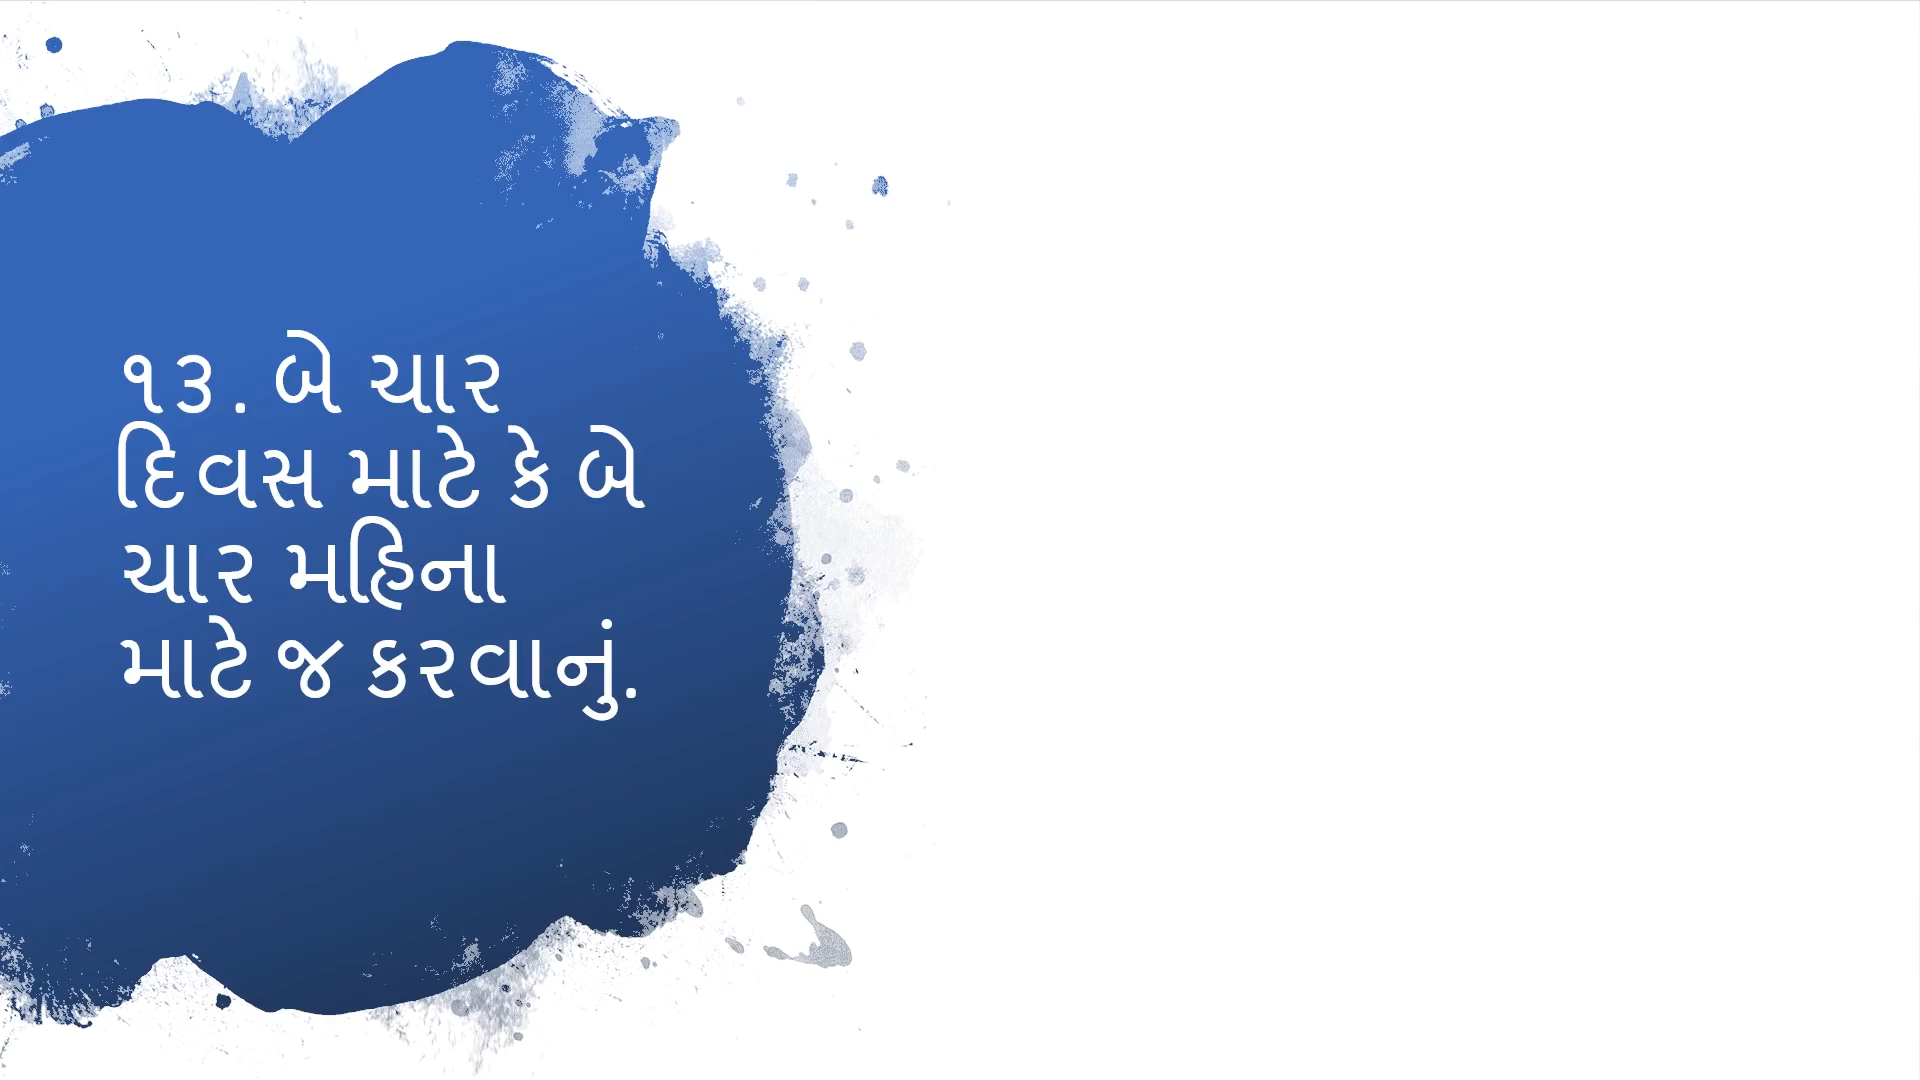 ૧૩. બે ચાર
દિવસ માટે કે બે
ચાર મહિના
માટે જ કરવાનું.